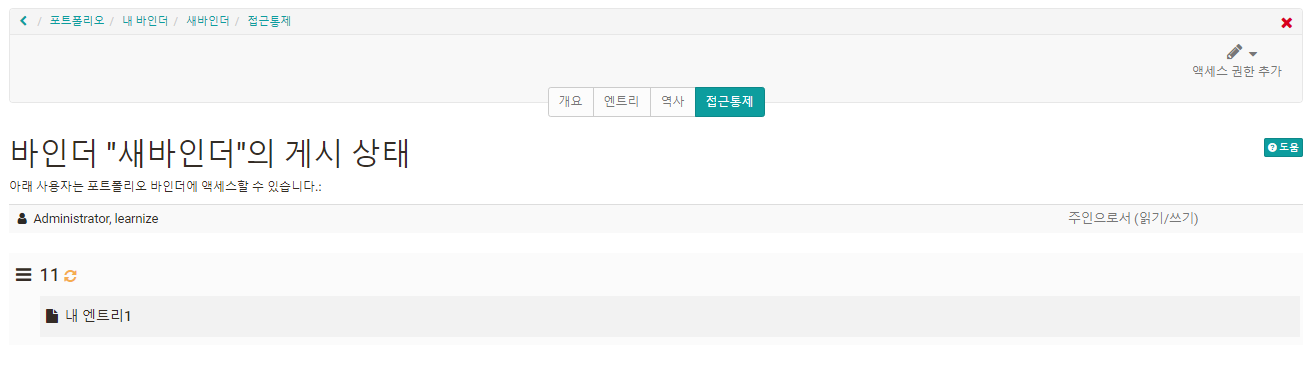 / 포트폴리오 / 내 바인더 / 새바인더 / 접근통제
액세스 권한 추가
개요 엔트리 역사 접근통제
바인더 "새바인더"의 게시 상태
도움
아래 사용자는 포트폴리오 바인더에 액세스할 수 있습니다.:
Administrator, learnize 주인으로서 (읽기/쓰기)
11
내 엔트리1